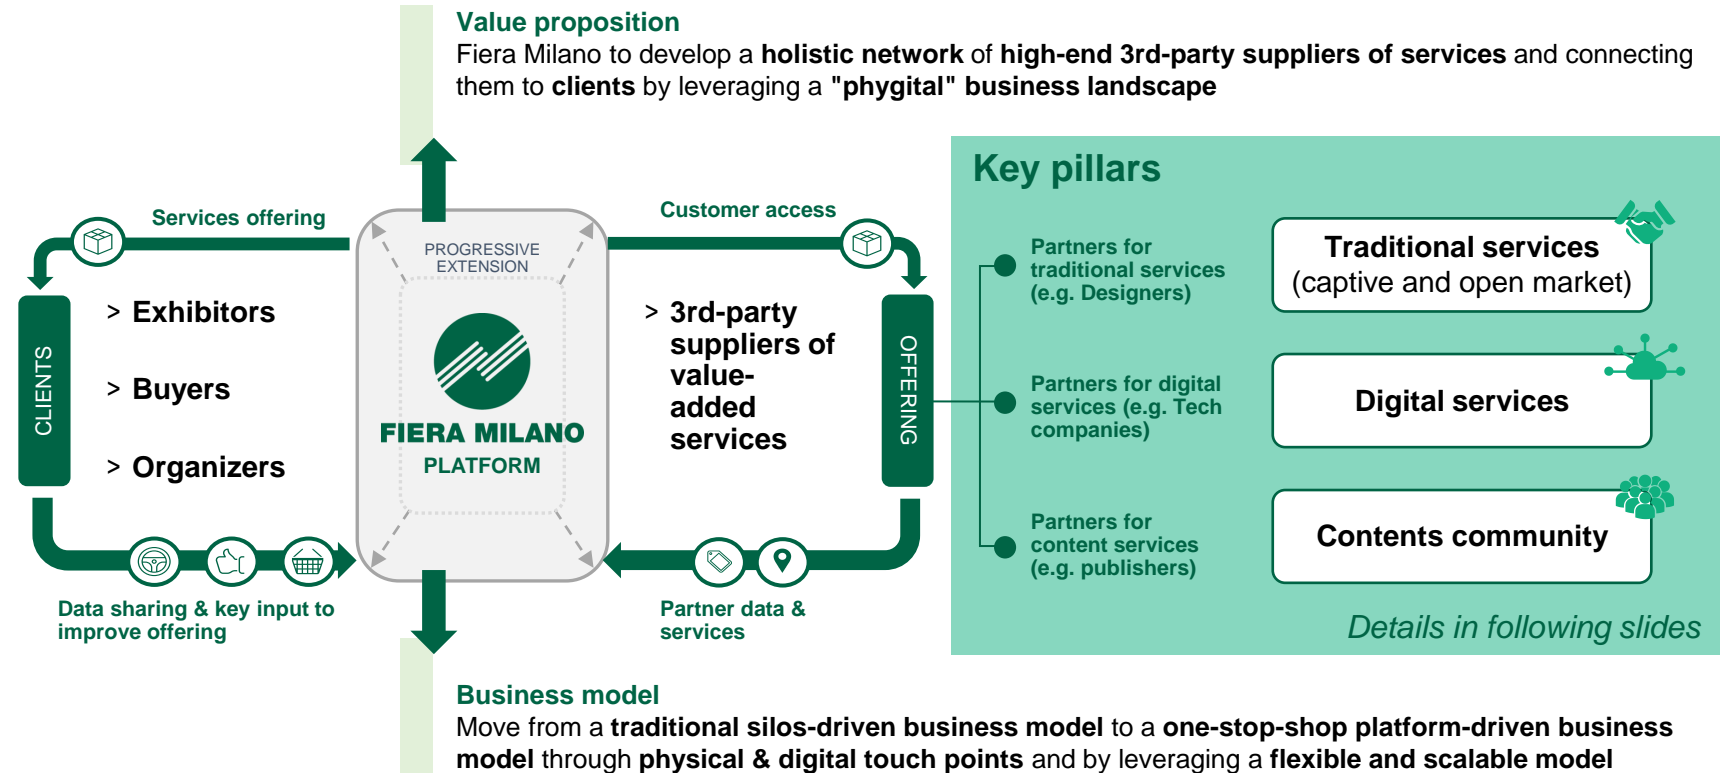 Value proposition
Fiera Milano to develop a holistic network of high-end 3rd-party suppliers of services and connecting
them to clients by leveraging a "phygital" business landscape
Services offering
CLIENTS
> Exhibitors
> Buyers
> Organizers
Data sharing & key input to
improve offering
PROGRESSIVE
EXTENSION
FIERA MILANO
PLATFORM
Customer access
> 3rd-party
suppliers of
value-
added
services
OFFERING
Partner data &
services
Key pillars
Partners for
traditional services
(e.g. Designers)
Traditional services
(captive and open market)
Partners for digital
services (e.g. Tech
companies)
Digital services
Partners for
content services
(e.g. publishers)
Contents community
Details in following slides
Business model
Move from a traditional silos-driven business model to a one-stop-shop platform-driven business
model through physical & digital touch points and by leveraging a flexible and scalable model